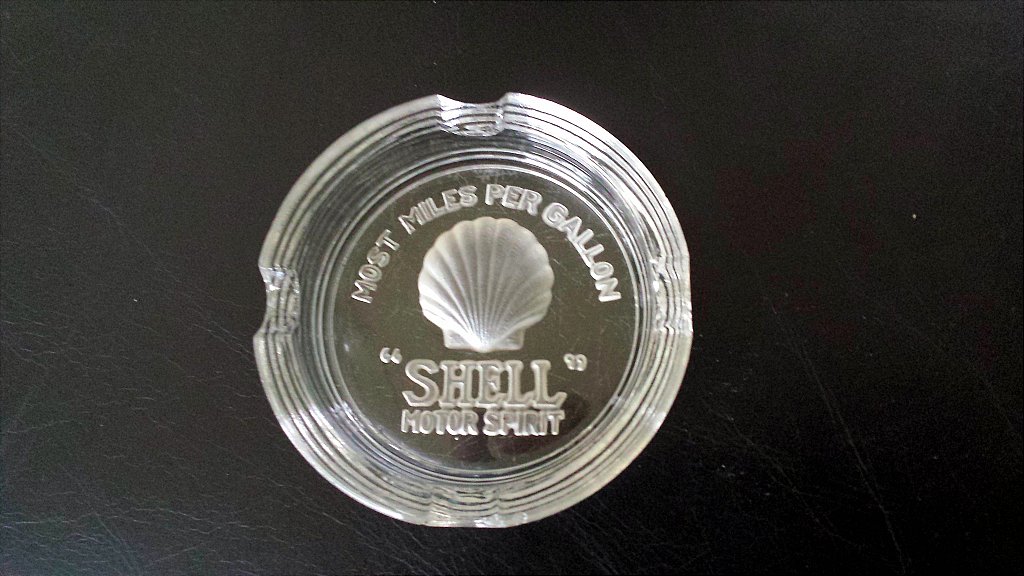 MOST MILES PER GALLON
“SHELL”
MOTOR SPIRIT